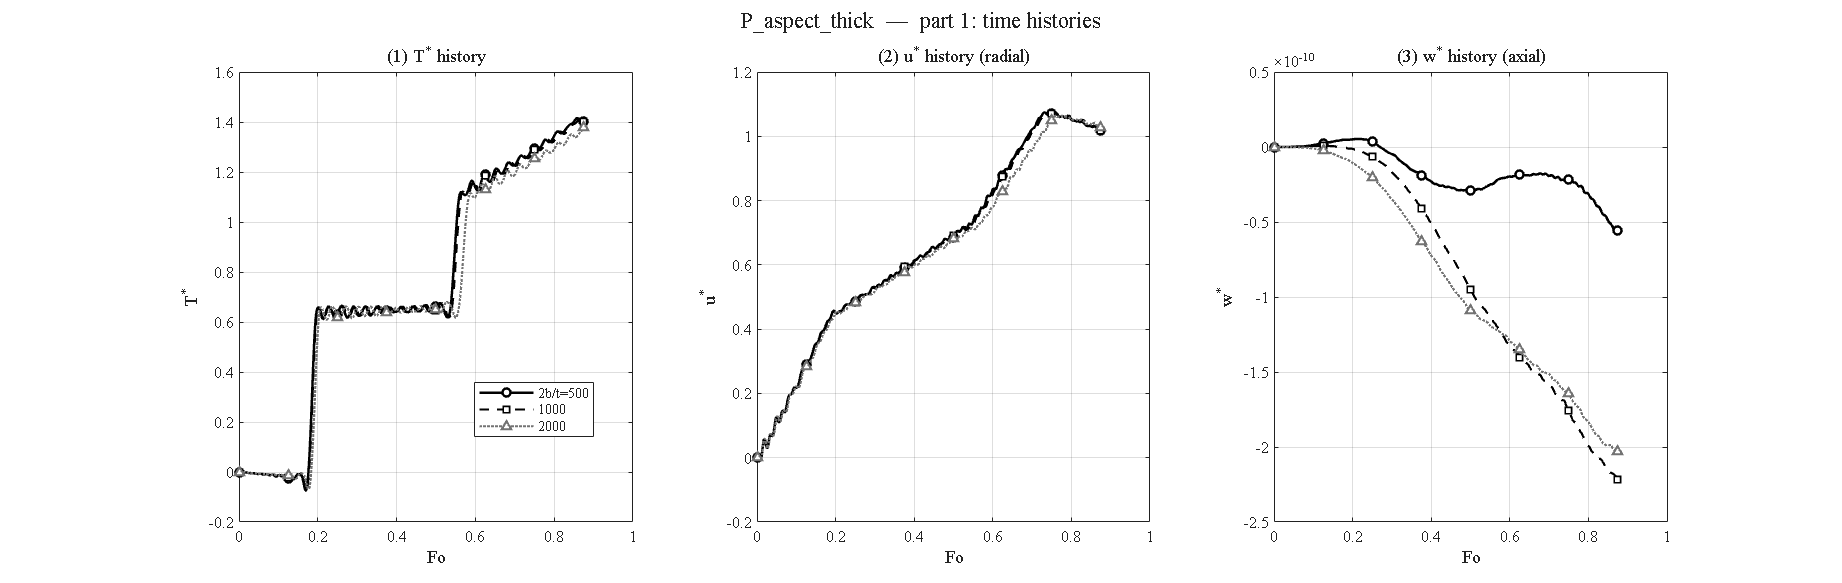 P_aspect_thick — part 1: time histories
(1) T* history
1.6
1.4
1.2
1
0.8
0.6
0.4
0.2
0
-0.2
T*
2b/t=500
1000
2000
0 0.2 0.4 0.6 0.8 1
Fo
(2) u* history (radial)
1.2
1
0.8
0.6
0.4
0.2
0
-0.2
u*
0 0.2 0.4 0.6 0.8 1
Fo
(3) w* history (axial)
×10⁻¹⁰
0.5
0
-0.5
-1
-1.5
-2
-2.5
w*
0 0.2 0.4 0.6 0.8 1
Fo